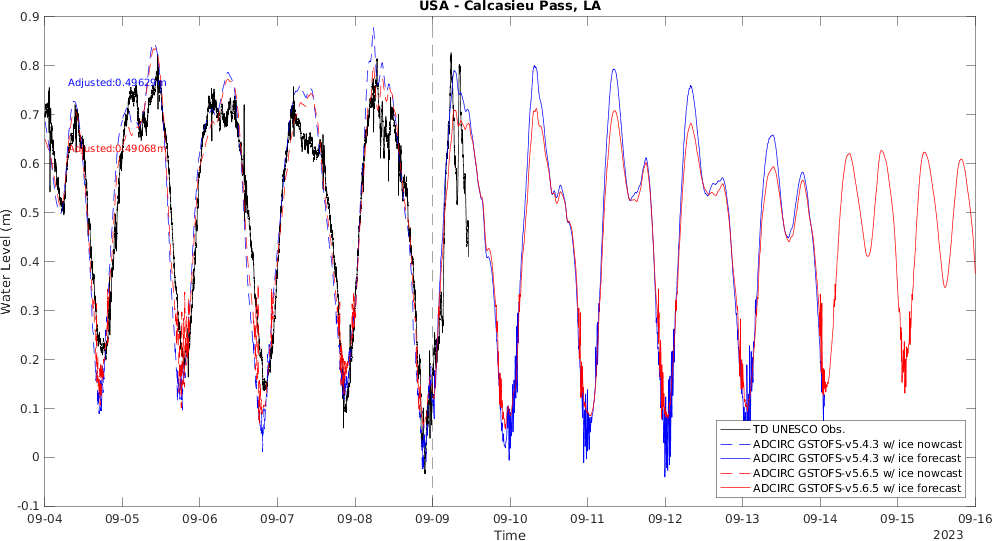 USA - Calcasieu Pass, LA
0.9
0.8
0.7
0.6
0.5
0.4
0.3
0.2
0.1
0
-0.1
Water Level (m)
Adjusted:0.49629m
Adjusted:0.49068m
TD UNESCO Obs.
ADCIRC GSTOFS-v5.4.3 w/ ice nowcast
ADCIRC GSTOFS-v5.4.3 w/ ice forecast
ADCIRC GSTOFS-v5.6.5 w/ ice nowcast
ADCIRC GSTOFS-v5.6.5 w/ ice forecast
09-04 09-05 09-06 09-07 09-08 09-09 09-10 09-11 09-12 09-13 09-14 09-15 09-16
Time
2023